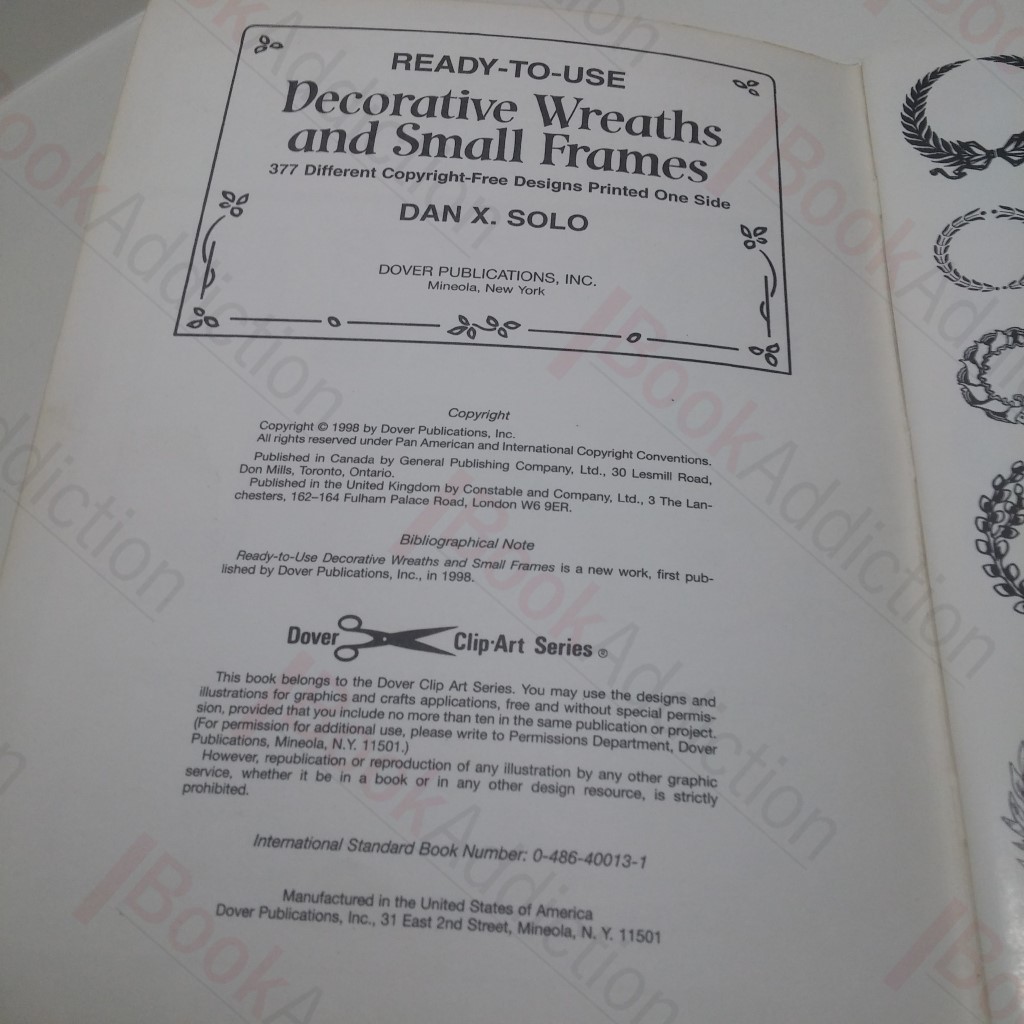 READY-TO-USE
Decorative Wreaths
and Small Frames
377 Different Copyright-Free Designs Printed One Side
DAN X. SOLO
DOVER PUBLICATIONS, INC.
Mineola, New York
Copyright
Copyright © 1998 by Dover Publications, Inc.
All rights reserved under Pan American and International Copyright Conventions.
Published in Canada by General Publishing Company, Ltd., 30 Lesmill Road,
Don Mills, Toronto, Ontario.
Published in the United Kingdom by Constable and Company, Ltd., 3 The Lan-
chesters, 162–164 Fulham Palace Road, London W6 9ER.
Bibliographical Note
Ready-to-Use Decorative Wreaths and Small Frames is a new work, first pub-
lished by Dover Publications, Inc., in 1998.
Dover Clip·Art Series ®
This book belongs to the Dover Clip Art Series. You may use the designs and
illustrations for graphics and crafts applications, free and without special permis-
sion, provided that you include no more than ten in the same publication or project.
(For permission for additional use, please write to Permissions Department, Dover
Publications, Mineola, N.Y. 11501.)
However, republication or reproduction of any illustration by any other graphic
service, whether it be in a book or in any other design resource, is strictly
prohibited.
International Standard Book Number: 0-486-40013-1
Manufactured in the United States of America
Dover Publications, Inc., 31 East 2nd Street, Mineola, N. Y. 11501
BookAddiction